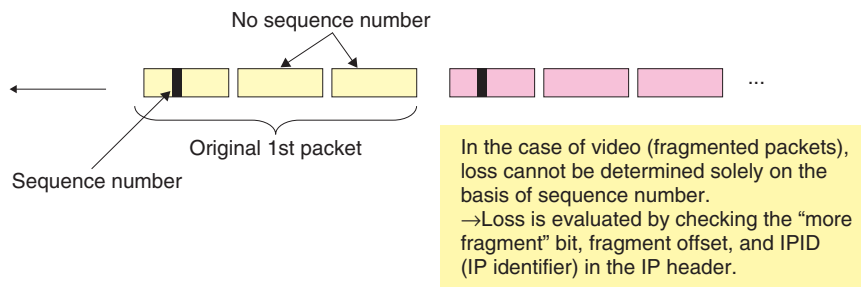 No sequence number
...
Original 1st packet
Sequence number
In the case of video (fragmented packets),
loss cannot be determined solely on the
basis of sequence number.
→Loss is evaluated by checking the “more
fragment” bit, fragment offset, and IPID
(IP identifier) in the IP header.